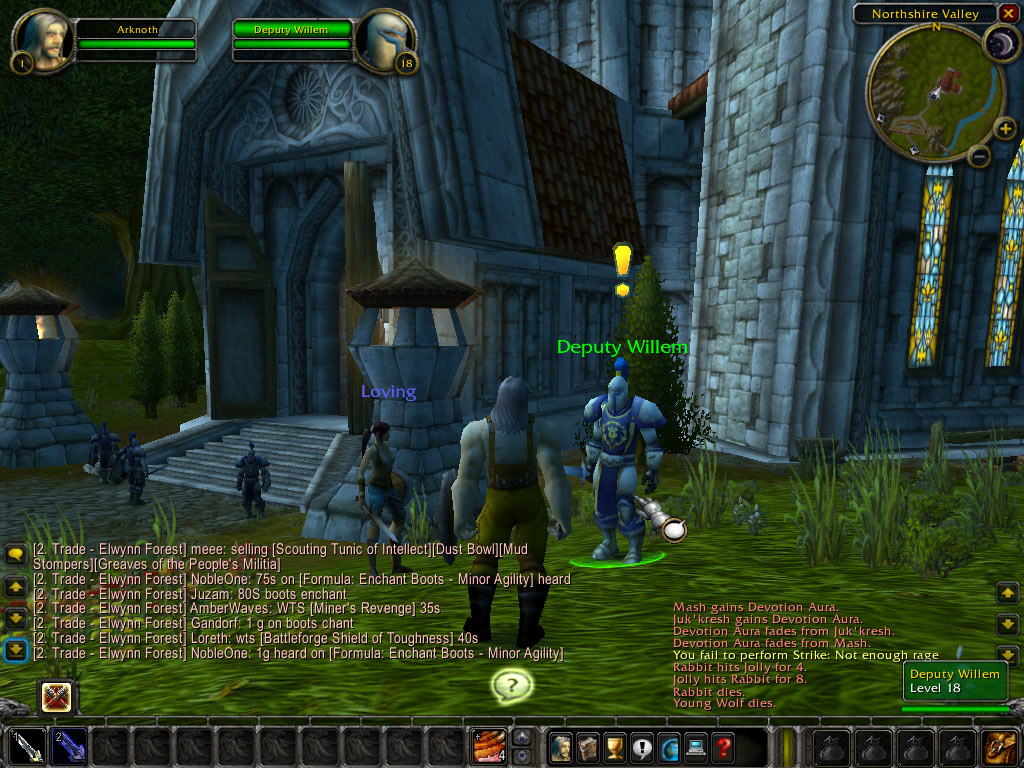 Arknoth
1
Deputy Willem
18
Northshire Valley
N
Deputy Willem
Loving
[2. Trade - Elwynn Forest] meee: selling [Scouting Tunic of Intellect][Dust Bowl][Mud
Stompers][Greaves of the People's Militia]
[2. Trade - Elwynn Forest] NobleOne: 75s on [Formula: Enchant Boots - Minor Agility] heard
[2. Trade - Elwynn Forest] Juzam: 80S boots enchant
[2. Trade - Elwynn Forest] AmberWaves: WTS [Miner's Revenge] 35s
[2. Trade - Elwynn Forest] Gandorf: 1 g on boots chant
[2. Trade - Elwynn Forest] Loreth: wts [Battleforge Shield of Toughness] 40s
[2. Trade - Elwynn Forest] NobleOne: 1g heard on [Formula: Enchant Boots - Minor Agility]
Mash gains Devotion Aura.
Juk'kresh gains Devotion Aura.
Devotion Aura fades from Juk'kresh.
Devotion Aura fades from Mash.
You fail to perform Strike: Not enough rage
Rabbit hits Jolly for 4.
Jolly hits Rabbit for 8.
Rabbit dies.
Young Wolf dies.
Deputy Willem
Level 18
1
2
4